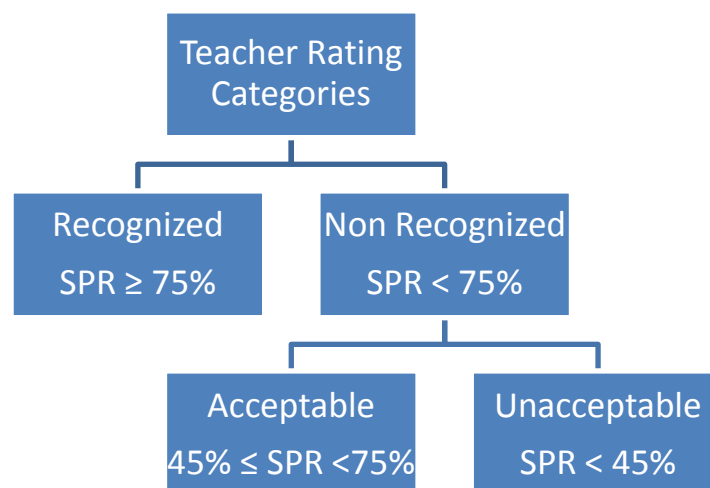 Teacher Rating
Categories
Recognized
SPR ≥ 75%
Non Recognized
SPR < 75%
Acceptable
45% ≤ SPR <75%
Unacceptable
SPR < 45%